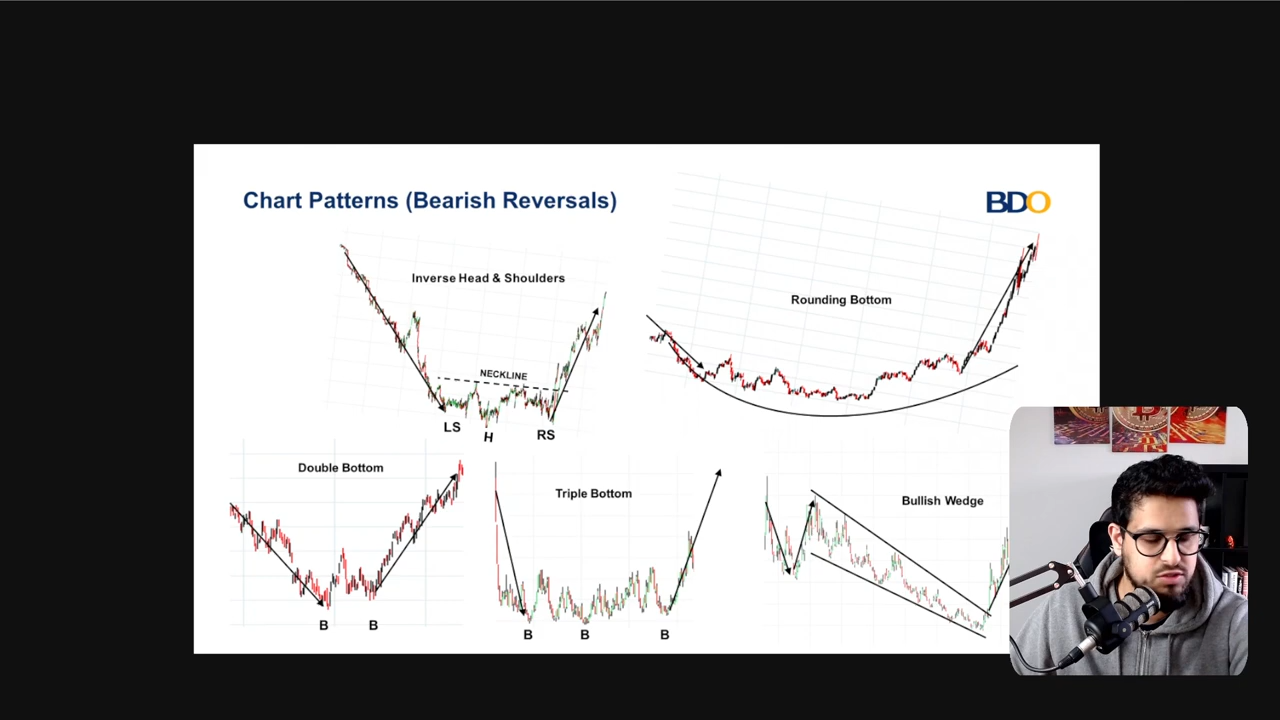 Chart Patterns (Bearish Reversals)
BDO
Inverse Head & Shoulders
NECKLINE
LS
H
RS
Rounding Bottom
Double Bottom
B
B
Triple Bottom
B
B
B
Bullish Wedge